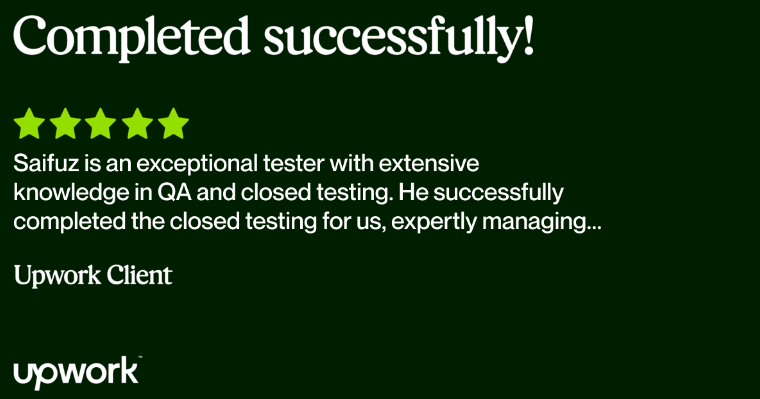 Completed successfully!
Saifuz is an exceptional tester with extensive
knowledge in QA and closed testing. He successfully
completed the closed testing for us, expertly managing...
Upwork Client
upwork™